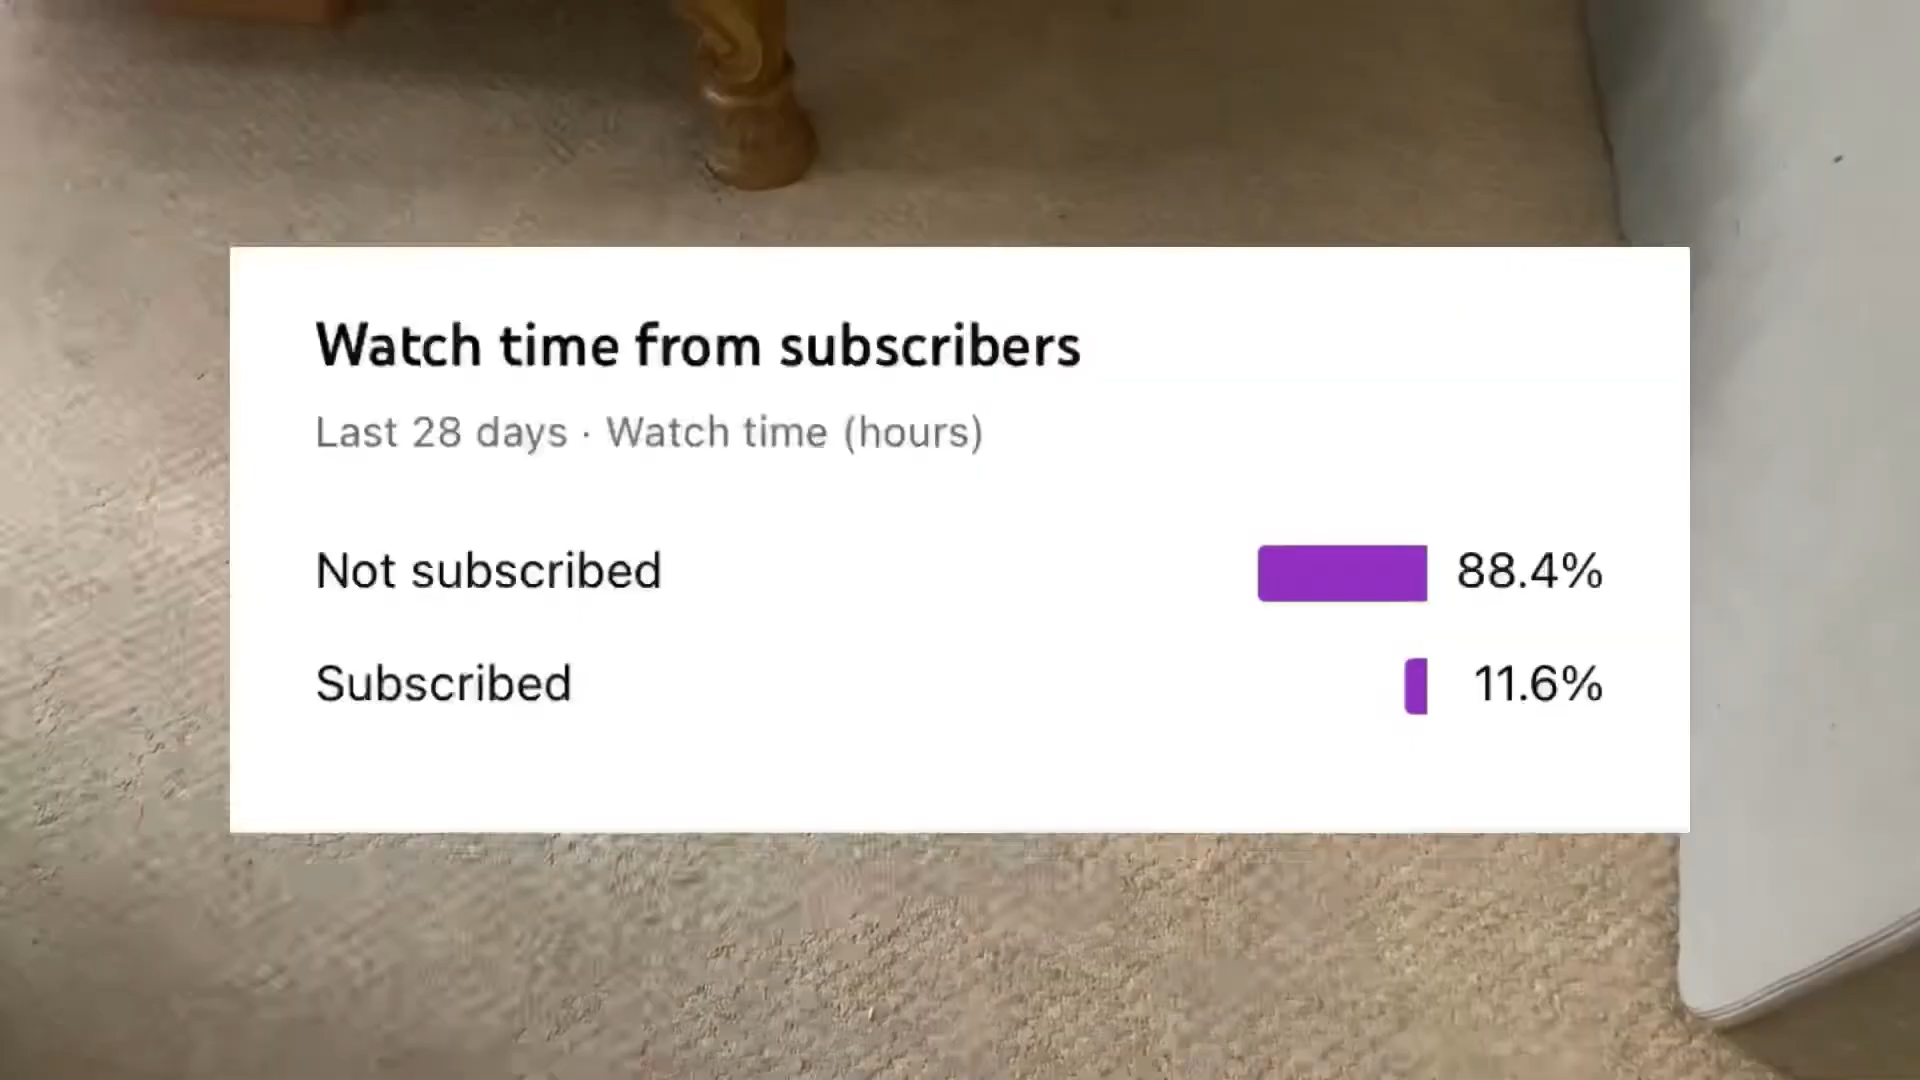 Watch time from subscribers
Last 28 days · Watch time (hours)
Not subscribed 88.4%
Subscribed 11.6%